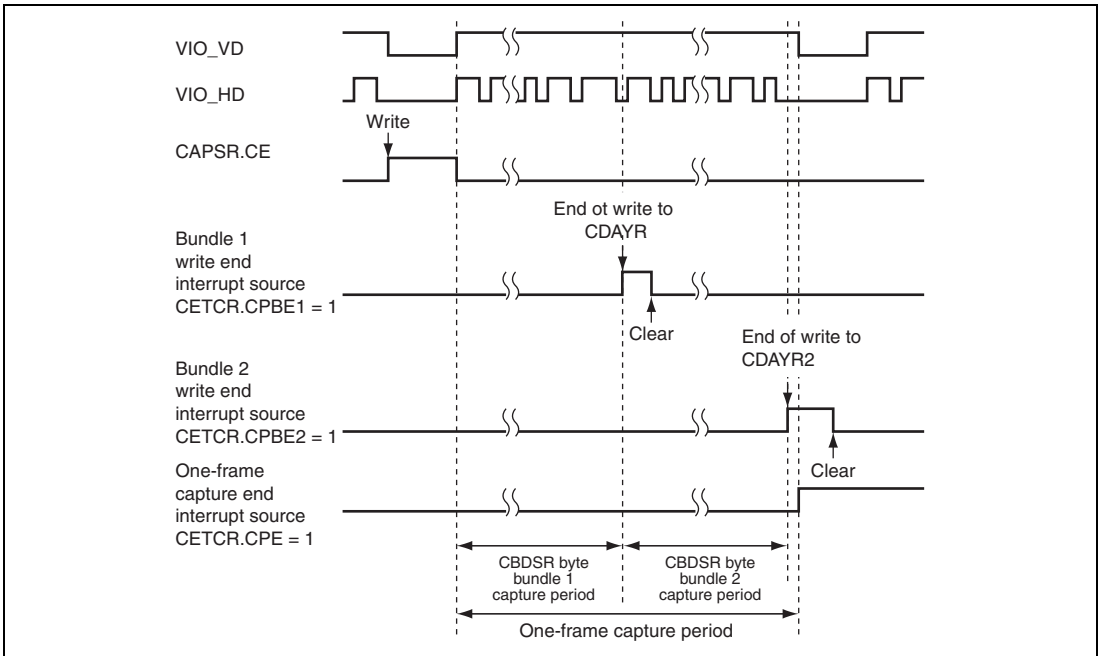 VIO_VD
VIO_HD
Write
CAPSR.CE
End ot write to
CDAYR
Bundle 1
write end
interrupt source
CETCR.CPBE1 = 1
Clear
End of write to
CDAYR2
Bundle 2
write end
interrupt source
CETCR.CPBE2 = 1
Clear
One-frame
capture end
interrupt source
CETCR.CPE = 1
CBDSR byte
bundle 1
capture period
CBDSR byte
bundle 2
capture period
One-frame capture period